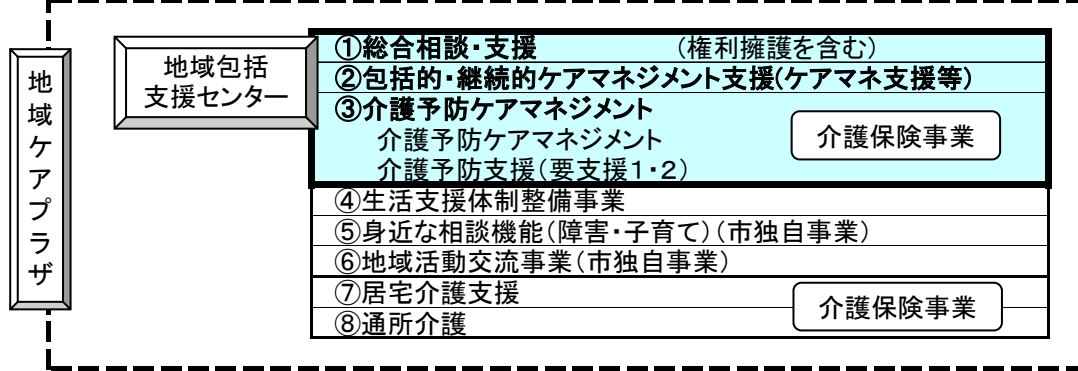 地域ケアプラザ
地域包括
支援センター
①総合相談・支援 (権利擁護を含む)
②包括的・継続的ケアマネジメント支援(ケアマネ支援等)
③介護予防ケアマネジメント
介護予防ケアマネジメント
介護予防支援(要支援1・2)
介護保険事業
④生活支援体制整備事業
⑤身近な相談機能(障害・子育て)(市独自事業)
⑥地域活動交流事業(市独自事業)
⑦居宅介護支援
⑧通所介護
介護保険事業